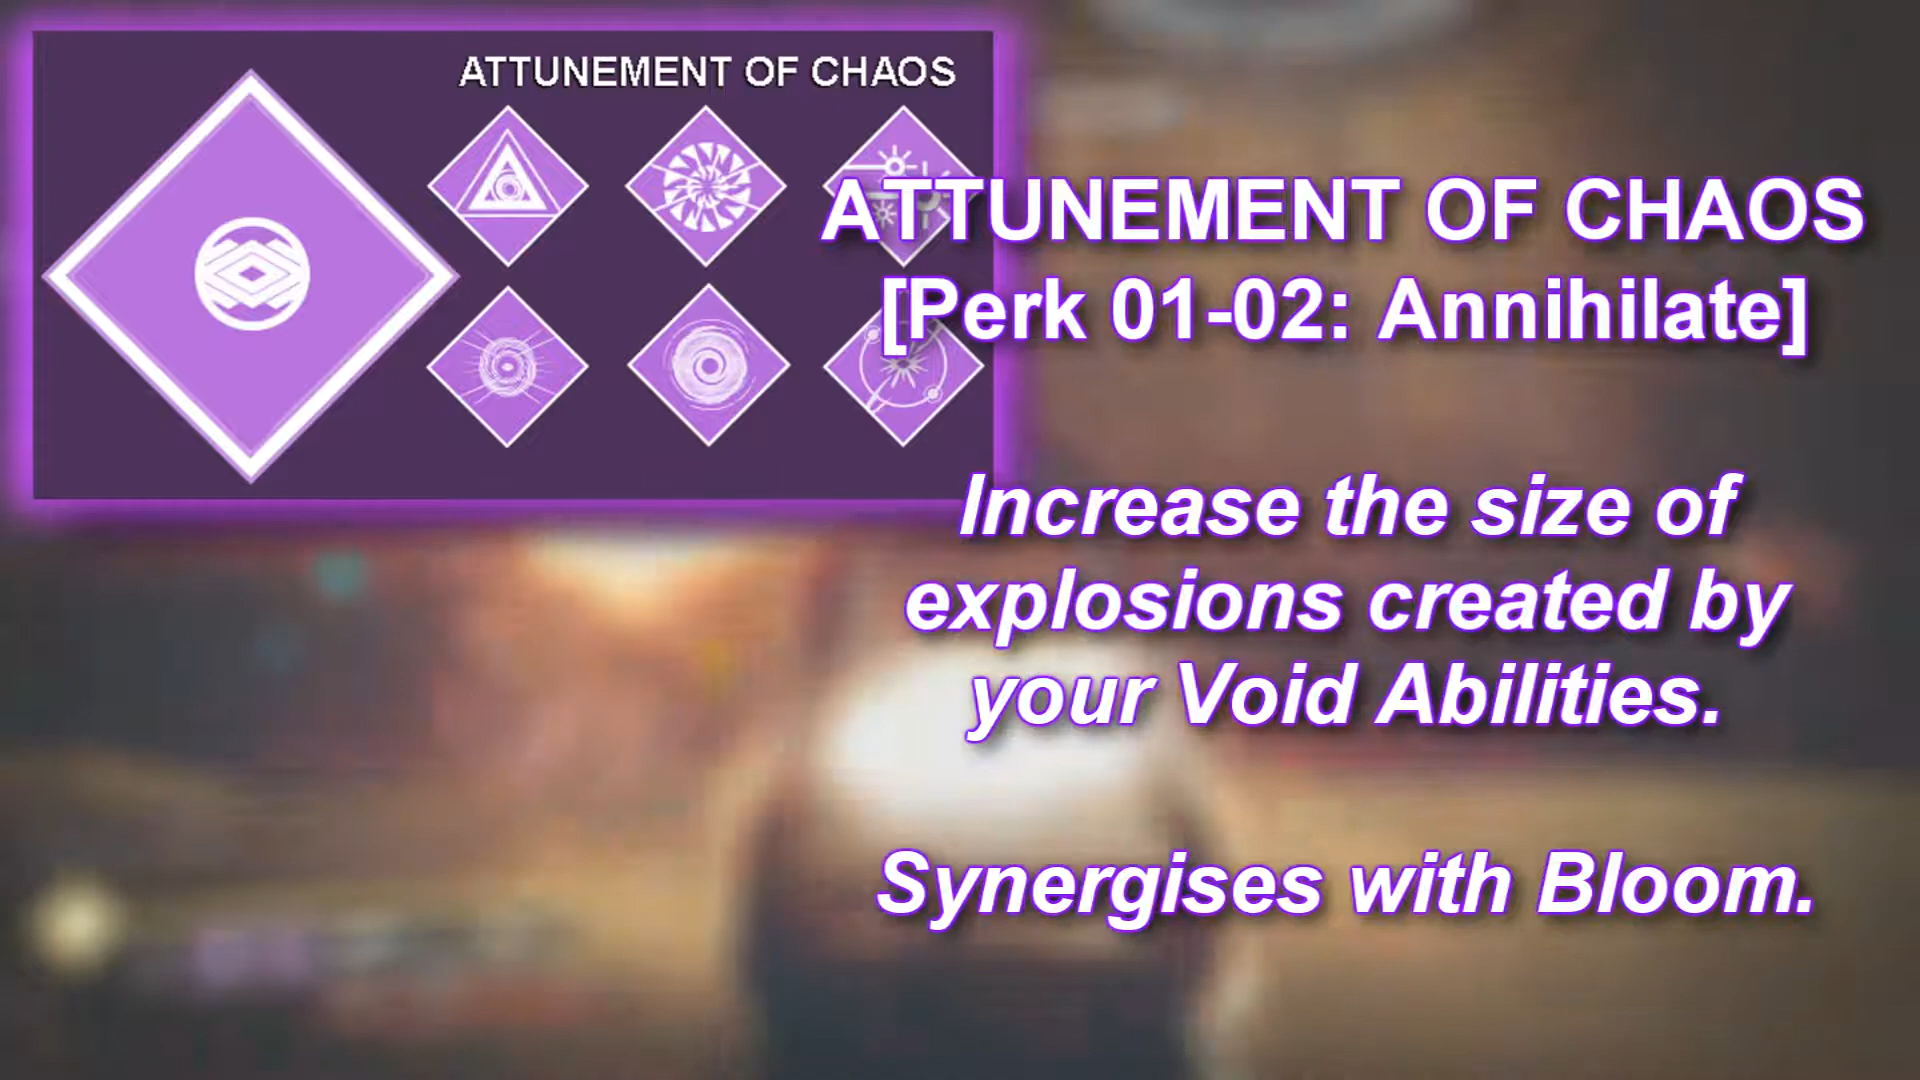 ATTUNEMENT OF CHAOS
ATTUNEMENT OF CHAOS
[Perk 01-02: Annihilate]
Increase the size of
explosions created by
your Void Abilities.
Synergises with Bloom.